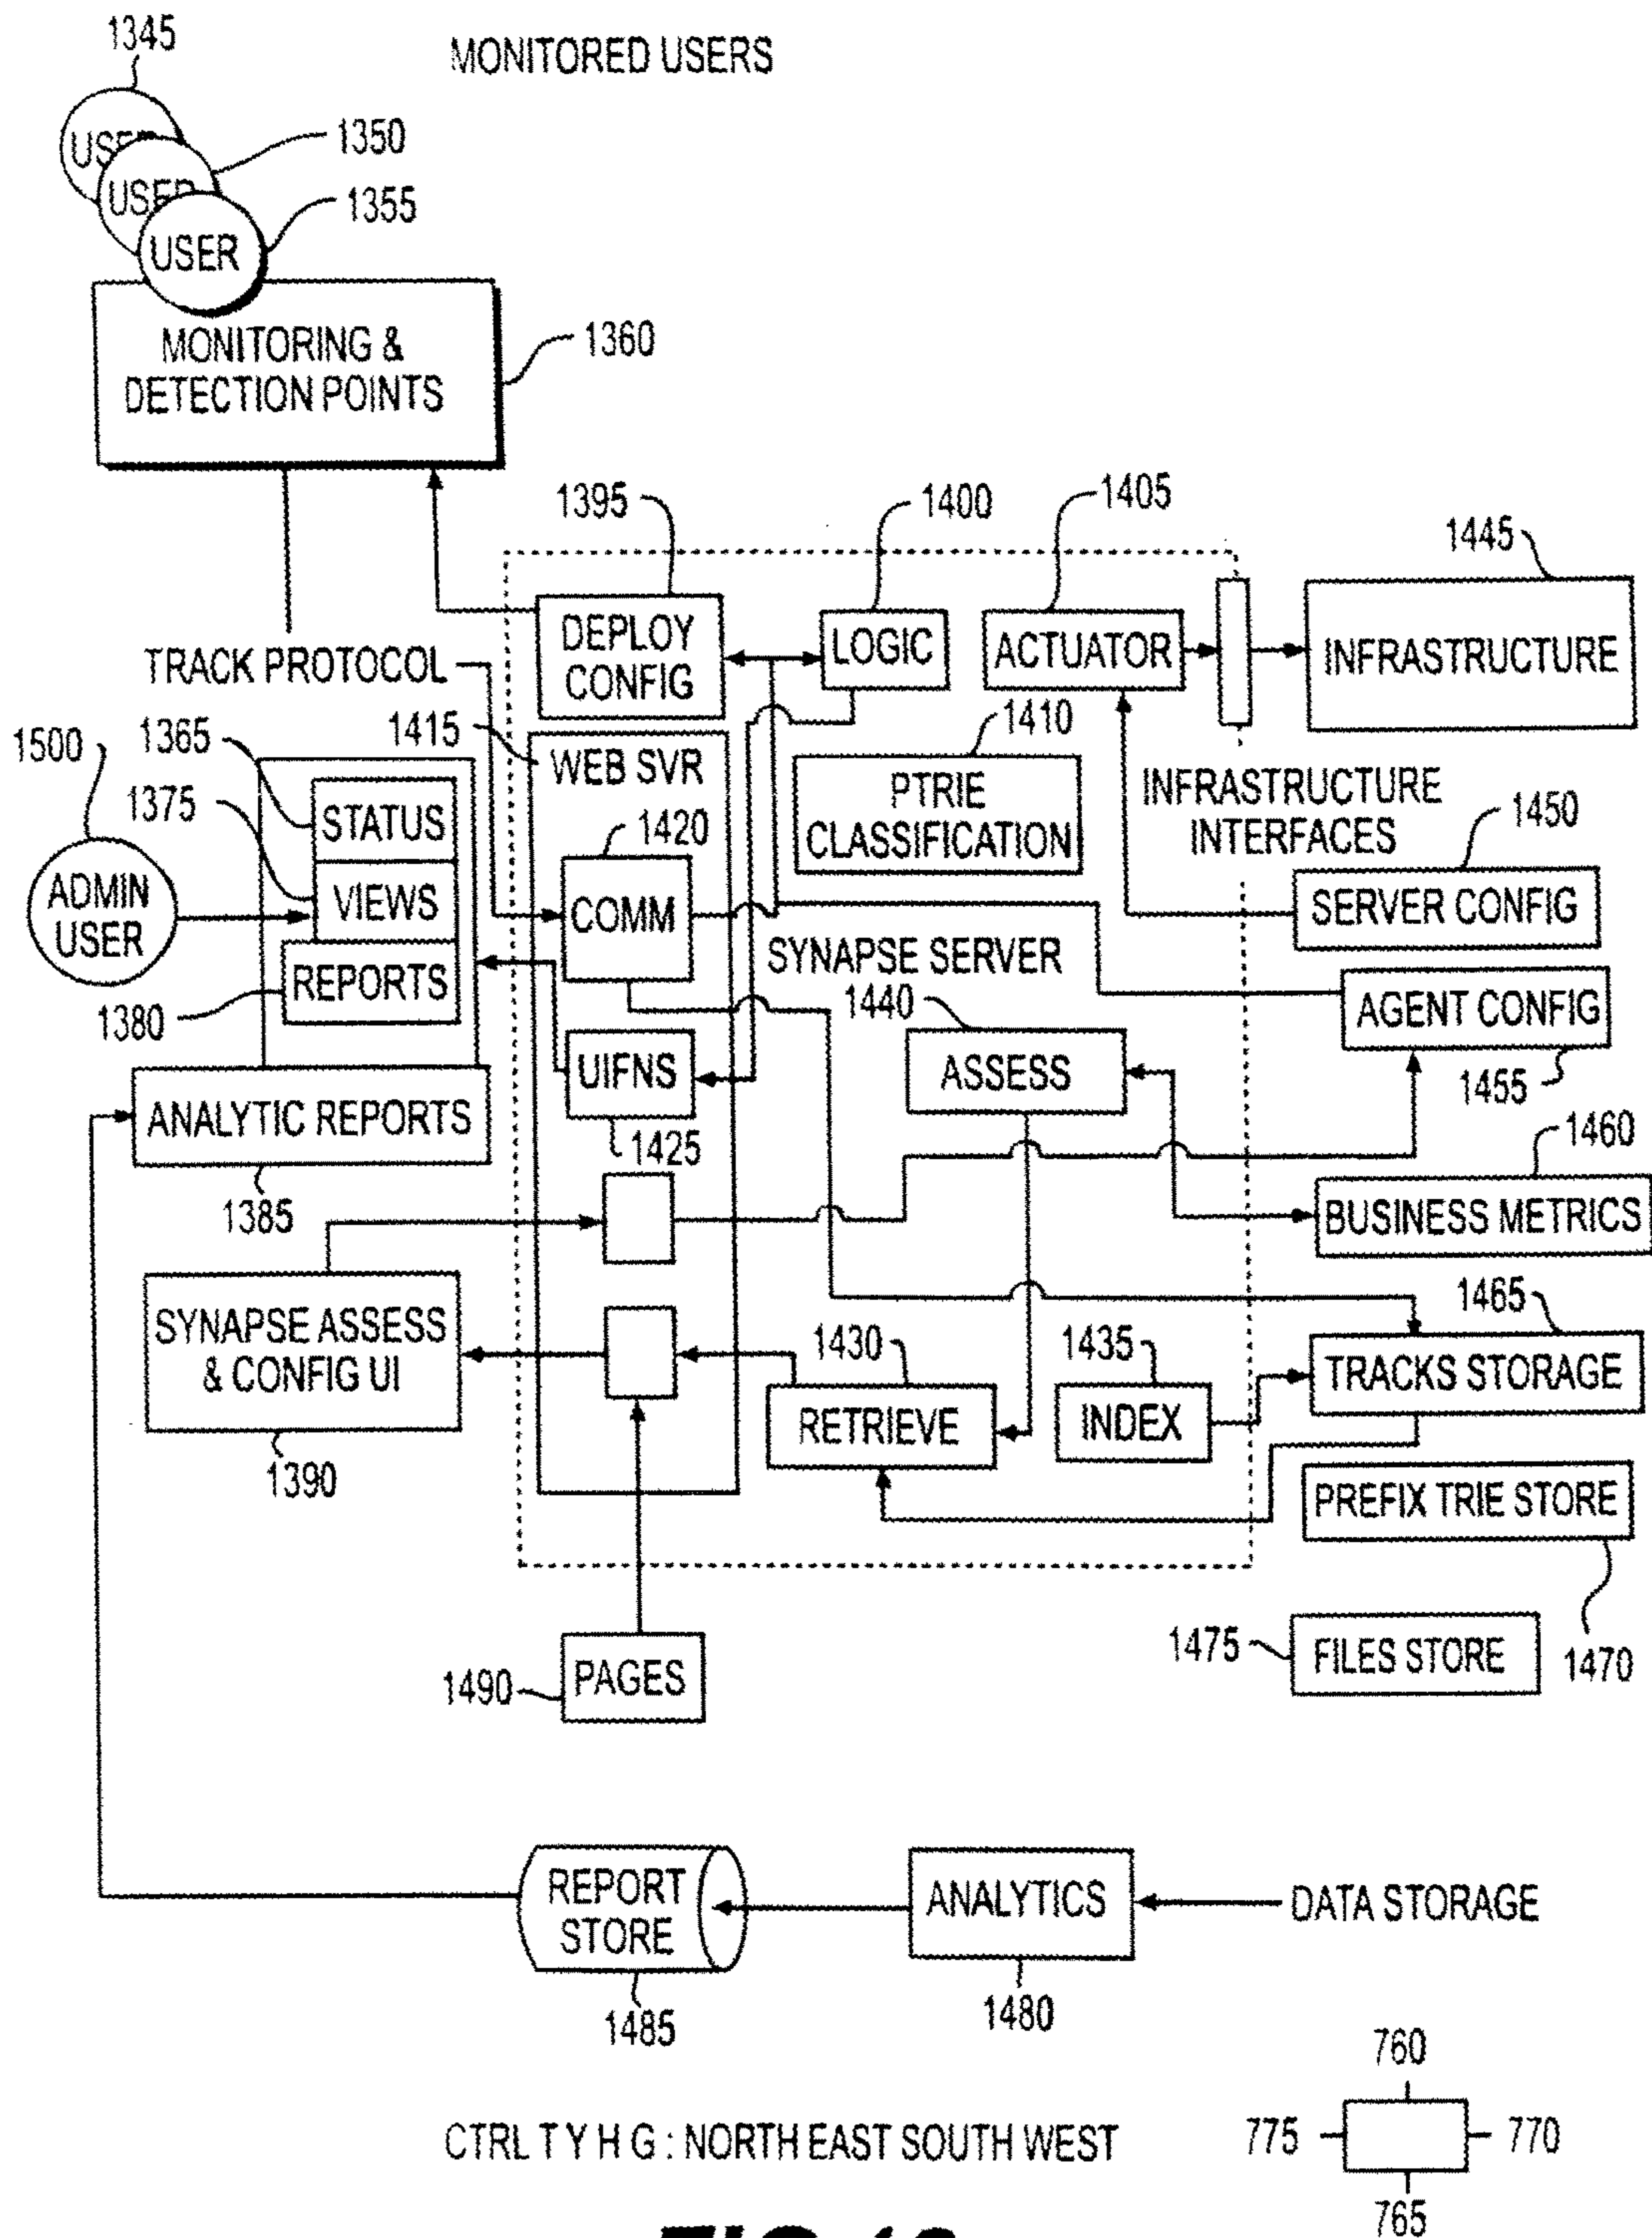 1345
MONITORED USERS
USER
1350
USER
1355
USER
MONITORING &
DETECTION POINTS
1360
1395
1400
1405
1445
DEPLOY
CONFIG
LOGIC
ACTUATOR
INFRASTRUCTURE
TRACK PROTOCOL
1500
1365
1415
1410
1375
WEB SVR
STATUS
PTRIE
CLASSIFICATION
INFRASTRUCTURE
INTERFACES
1450
1420
ADMIN
USER
VIEWS
COMM
SERVER CONFIG
SYNAPSE SERVER
REPORTS
1380
1440
AGENT CONFIG
1455
UIFNS
ASSESS
ANALYTIC REPORTS
1425
1460
1385
BUSINESS METRICS
SYNAPSE ASSESS
& CONFIG UI
1465
1430
1435
TRACKS STORAGE
RETRIEVE
INDEX
1390
PREFIX TRIE STORE
1475
FILES STORE
1470
1490
PAGES
REPORT
STORE
ANALYTICS
DATA STORAGE
1485
1480
760
CTRL T Y H G : NORTH EAST SOUTH WEST
775
770
765